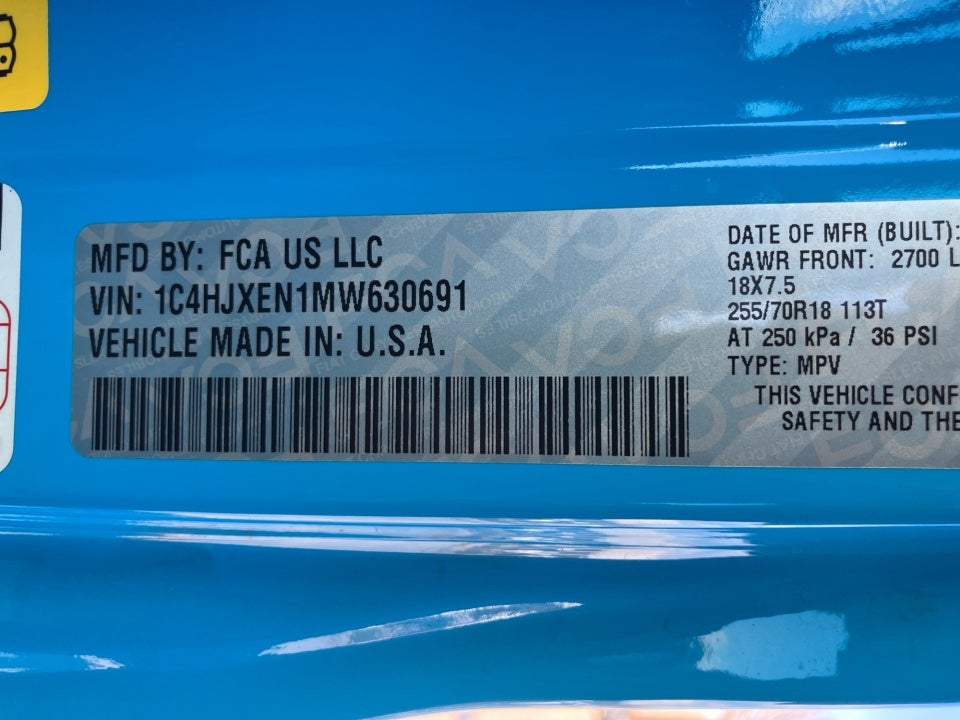 MFD BY: FCA US LLC
VIN: 1C4HJXEN1MW630691
VEHICLE MADE IN: U.S.A.
DATE OF MFR (BUILT):
GAWR FRONT: 2700 L
18X7.5
255/70R18 113T
AT 250 kPa / 36 PSI
TYPE: MPV
THIS VEHICLE CONF
SAFETY AND THE